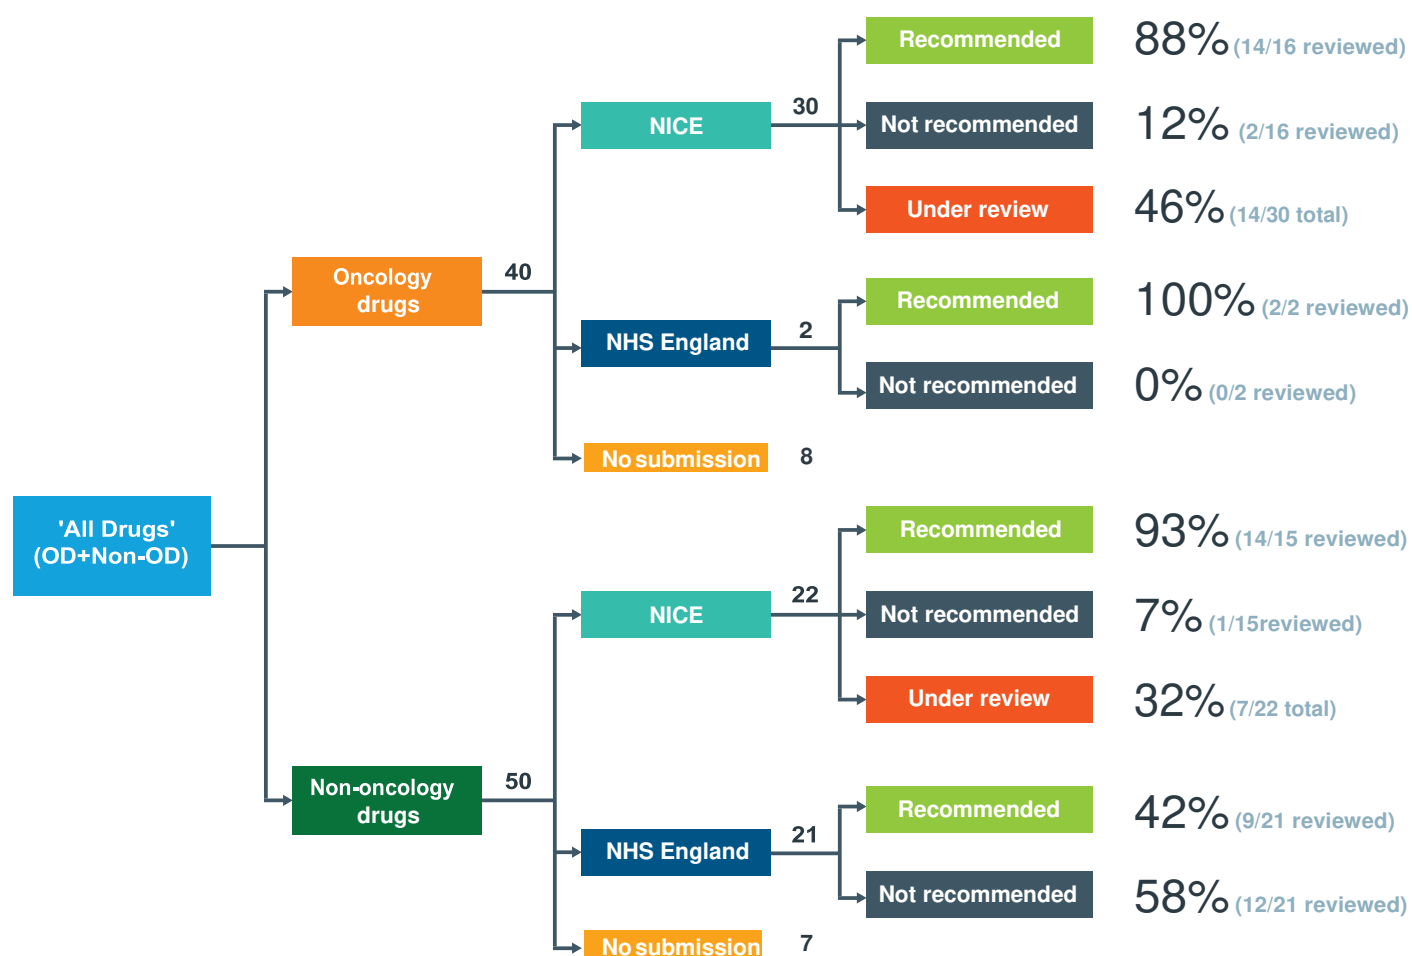 'All Drugs'
(OD+Non-OD)
Oncology
drugs
40
NICE
30
Recommended
88% (14/16 reviewed)
Not recommended
12% (2/16 reviewed)
Under review
46% (14/30 total)
NHS England
2
Recommended
100% (2/2 reviewed)
Not recommended
0% (0/2 reviewed)
No submission
8
Non-oncology
drugs
50
NICE
22
Recommended
93% (14/15 reviewed)
Not recommended
7% (1/15reviewed)
Under review
32% (7/22 total)
NHS England
21
Recommended
42% (9/21 reviewed)
Not recommended
58% (12/21 reviewed)
No submission
7